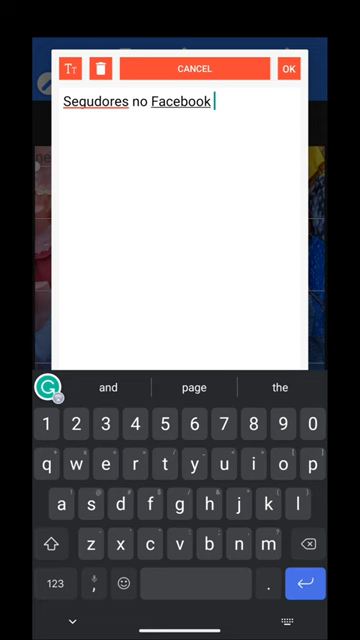 Tт CANCEL OK
Segudores no Facebook
and page the
1 2 3 4 5 6 7 8 9 0
q w e r t y u i o p
a s d f g h j k l
z x c v b n m
123 , .